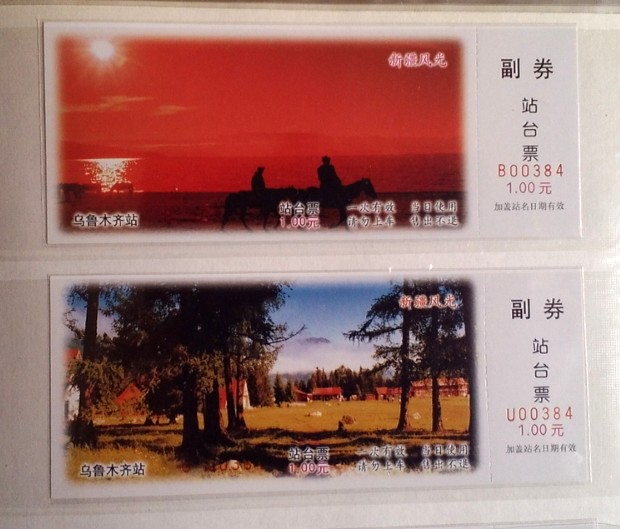 新疆风光
乌鲁木齐站
站台票
1.00元
一次有效 当日使用
请勿上车 售出不退
副券
站台票
B00384
1.00元
加盖站名日期有效
新疆风光
乌鲁木齐站
站台票
1.00元
一次有效 当日使用
请勿上车 售出不退
副券
站台票
U00384
1.00元
加盖站名日期有效